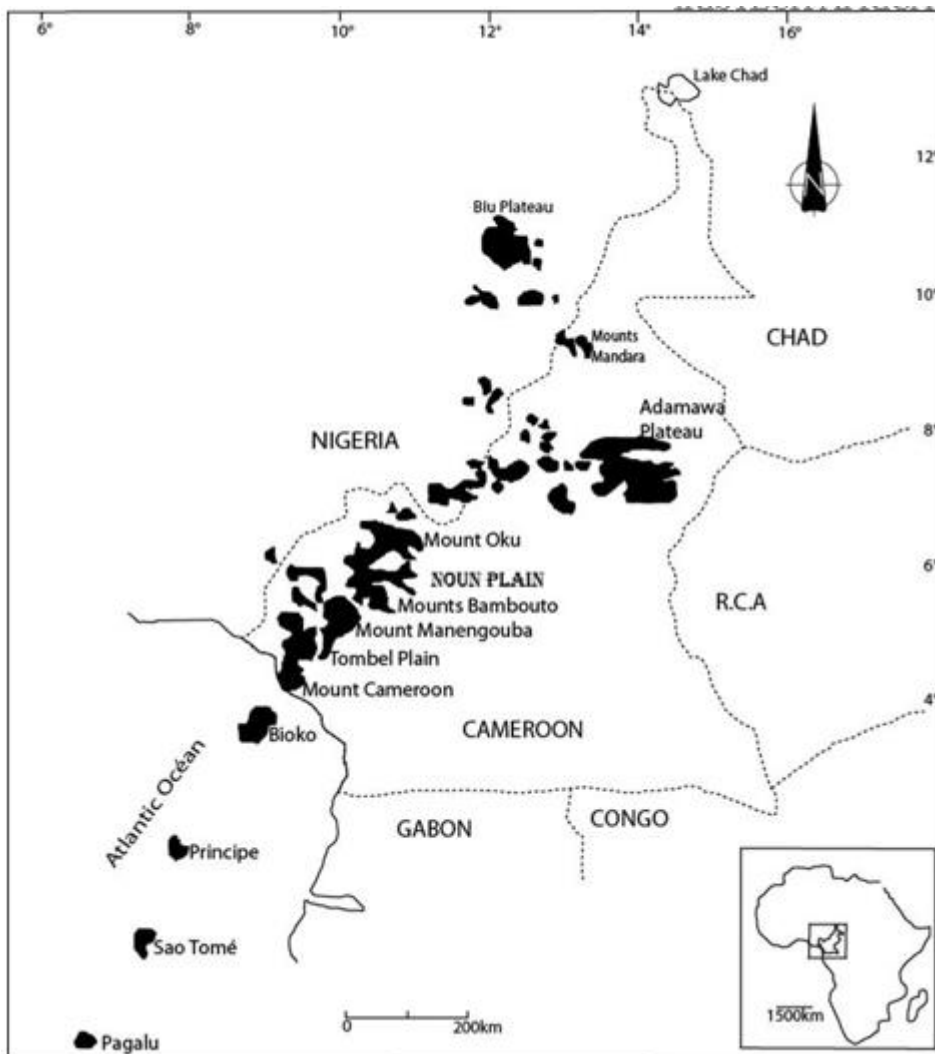 6°
10°
12°
14°
16°
Lake Chad
12°
N
Biu Plateau
10°
CHAD
Mounts
Mandara
Adamawa
Plateau
8°
NIGERIA
Mount Oku
6°
NOUN PLAIN
R.C.A
Mounts Bambouto
Mount Manengouba
Tombel Plain
Mount Cameroon
4°
CAMEROON
Bioko
Atlantic Océan
GABON
CONGO
Principe
Sao Tomé
1500km
0
200km
Pagalu